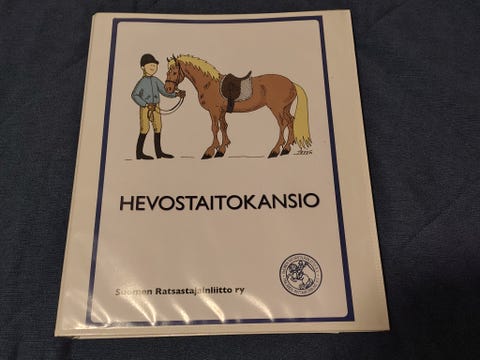 HEVOSTAITOKANSIO
Suomen Ratsastajainliitto ry